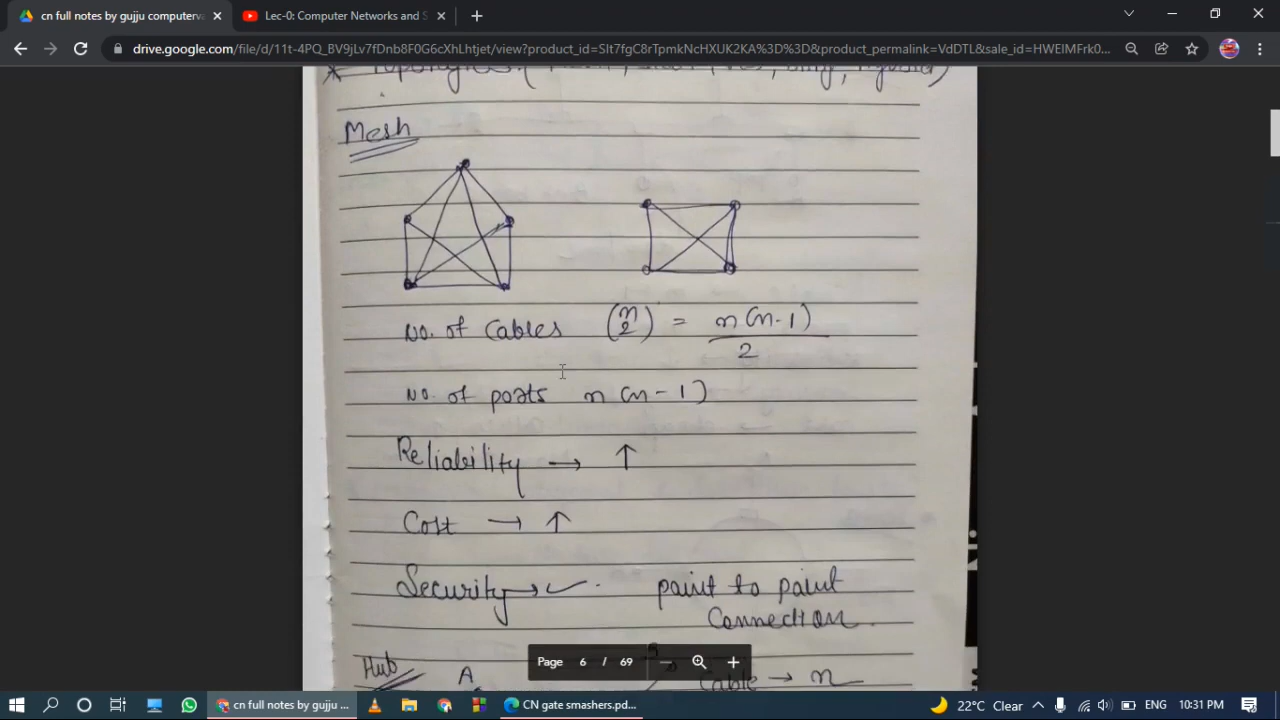 cn full notes by gujju computerv
Lec-0: Computer Networks and S
drive.google.com/file/d/11t-4PQ_BV9jLv7fDnb8F0G6cXhLhtjet/view?product_id=SIt7fgC8rTpmkNcHXUK2KA%3D%3D&product_permalink=VdDTL&sale_id=HWEIMFrk0...
Mesh
No. of Cables (n 2) = n(n-1) / 2
No. of ports n(n-1)
Reliability → ↑
Cost → ↑
Security → ✓. point to point
Connection.
Hub A Cable → n
Page 6 / 69
cn full notes by gujju ...
CN gate smashers.pd...
22°C Clear
ENG 10:31 PM